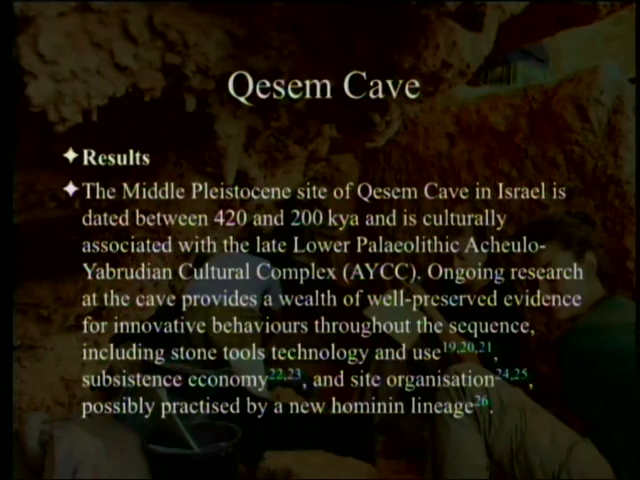 Qesem Cave
✦ Results
✦ The Middle Pleistocene site of Qesem Cave in Israel is
dated between 420 and 200 kya and is culturally
associated with the late Lower Palaeolithic Acheulo-
Yabrudian Cultural Complex (AYCC). Ongoing research
at the cave provides a wealth of well-preserved evidence
for innovative behaviours throughout the sequence,
including stone tools technology and use19,20,21,
subsistence economy22,23, and site organisation24,25,
possibly practised by a new hominin lineage26.